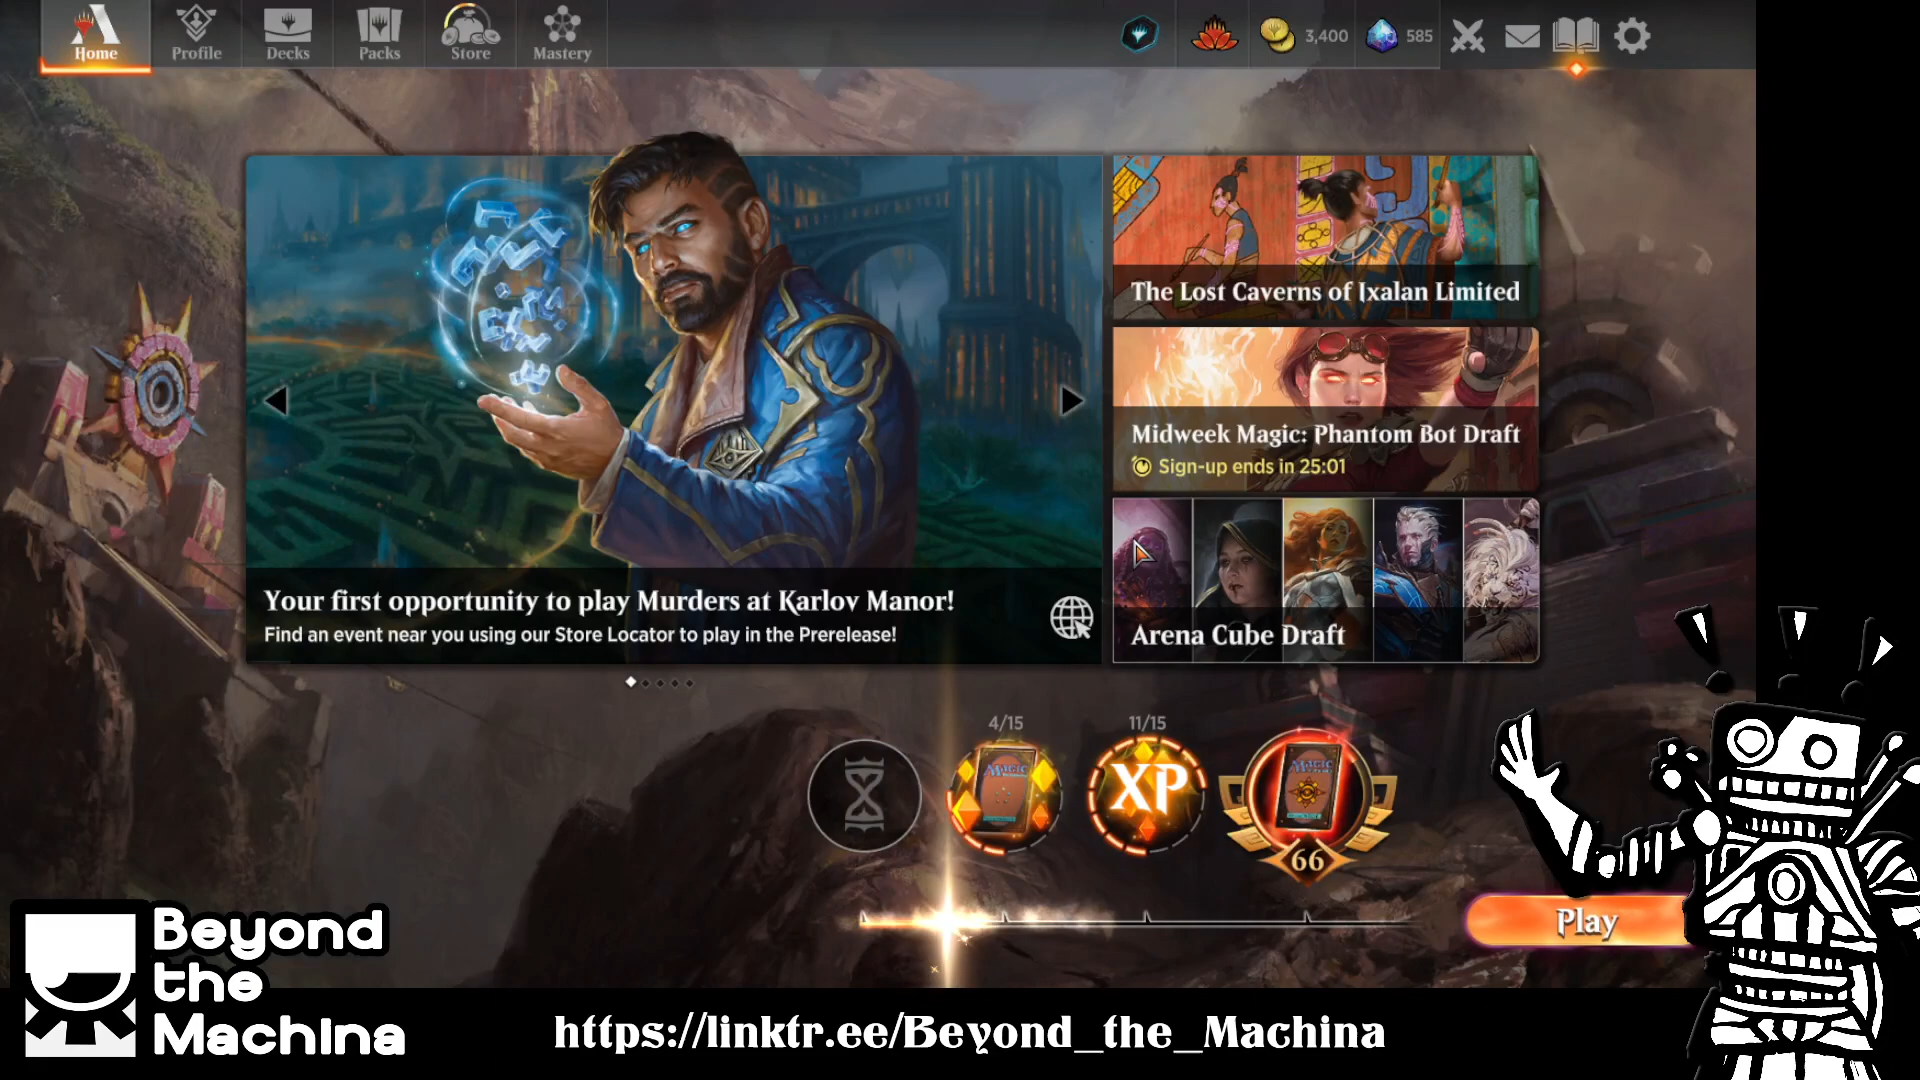 Home
Profile
Decks
Packs
Store
Mastery
3,400
585
The Lost Caverns of Ixalan Limited
Midweek Magic: Phantom Bot Draft
Sign-up ends in 25:01
Your first opportunity to play Murders at Karlov Manor!
Find an event near you using our Store Locator to play in the Prerelease!
Arena Cube Draft
4/15
11/15
MAGIC
XP
MAGIC
66
Play
Beyond
the
Machina
https://linktr.ee/Beyond_the_Machina